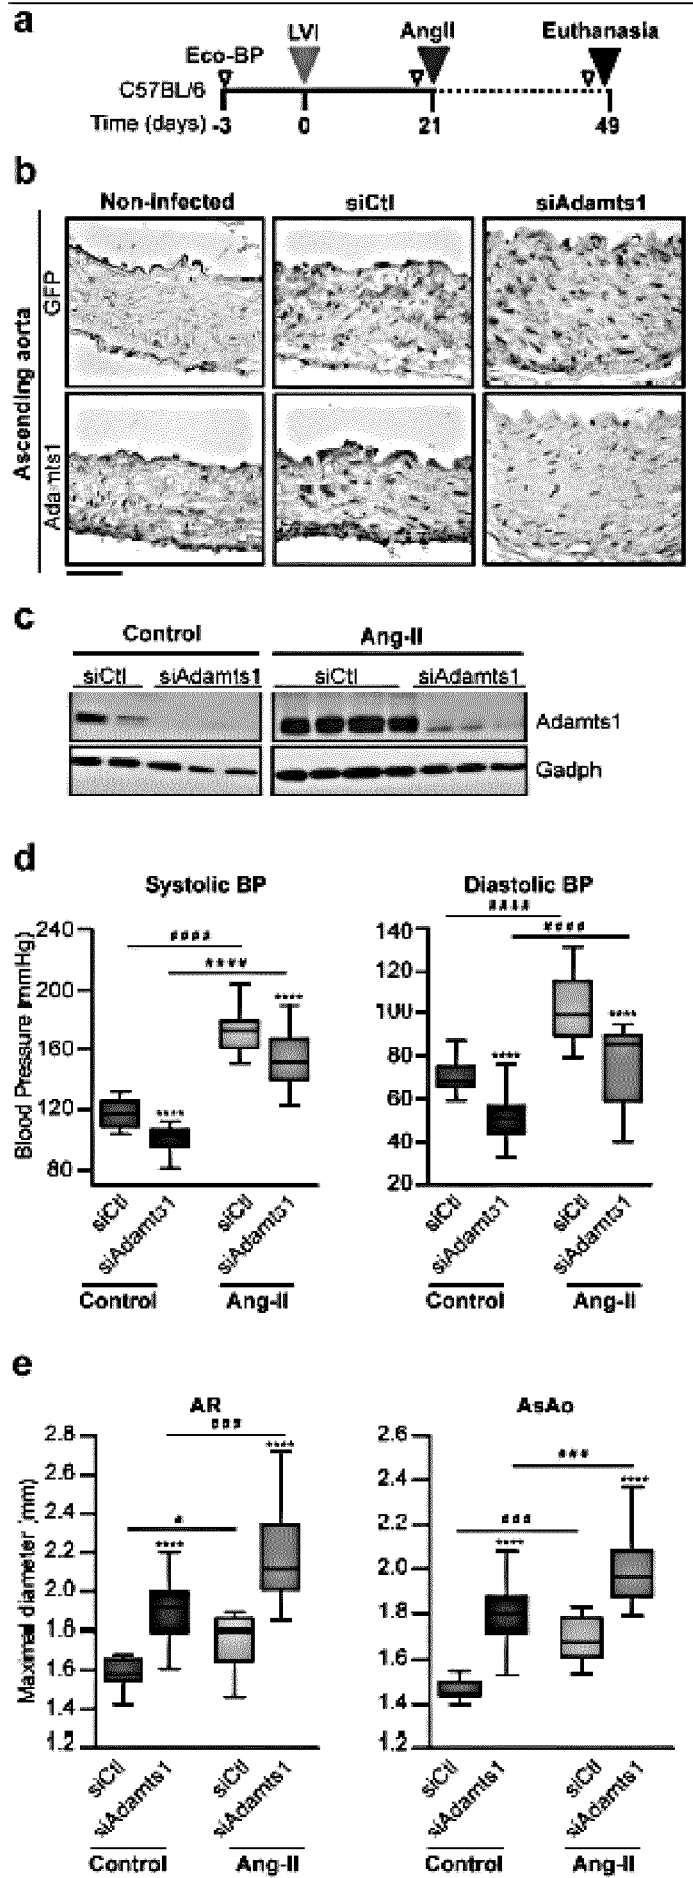 a
LVI AngII Euthanasia
Eco-BP
C57BL/6
Time (days) -3 0 21 49
b
Non-infected siCtl siAdamts1
Ascending aorta
GFP
Adamts1
c
Control Ang-II
siCtl siAdamts1 siCtl siAdamts1
Adamts1
Gadph
d
Systolic BP Diastolic BP
Blood Pressure (mmHg)
240
200
160
120
80
#### ####
**** ****
140
120
100
80
60
40
20
#### ####
**** ****
siCtl siAdamts1 siCtl siAdamts1 siCtl siAdamts1 siCtl siAdamts1
Control Ang-II Control Ang-II
e
AR AsAo
Maximal diameter (mm)
2.8
2.6
2.4
2.2
2.0
1.8
1.6
1.4
1.2
# ###
**** ****
2.6
2.4
2.2
2.0
1.8
1.6
1.4
1.2
### ###
**** ****
siCtl siAdamts1 siCtl siAdamts1 siCtl siAdamts1 siCtl siAdamts1
Control Ang-II Control Ang-II